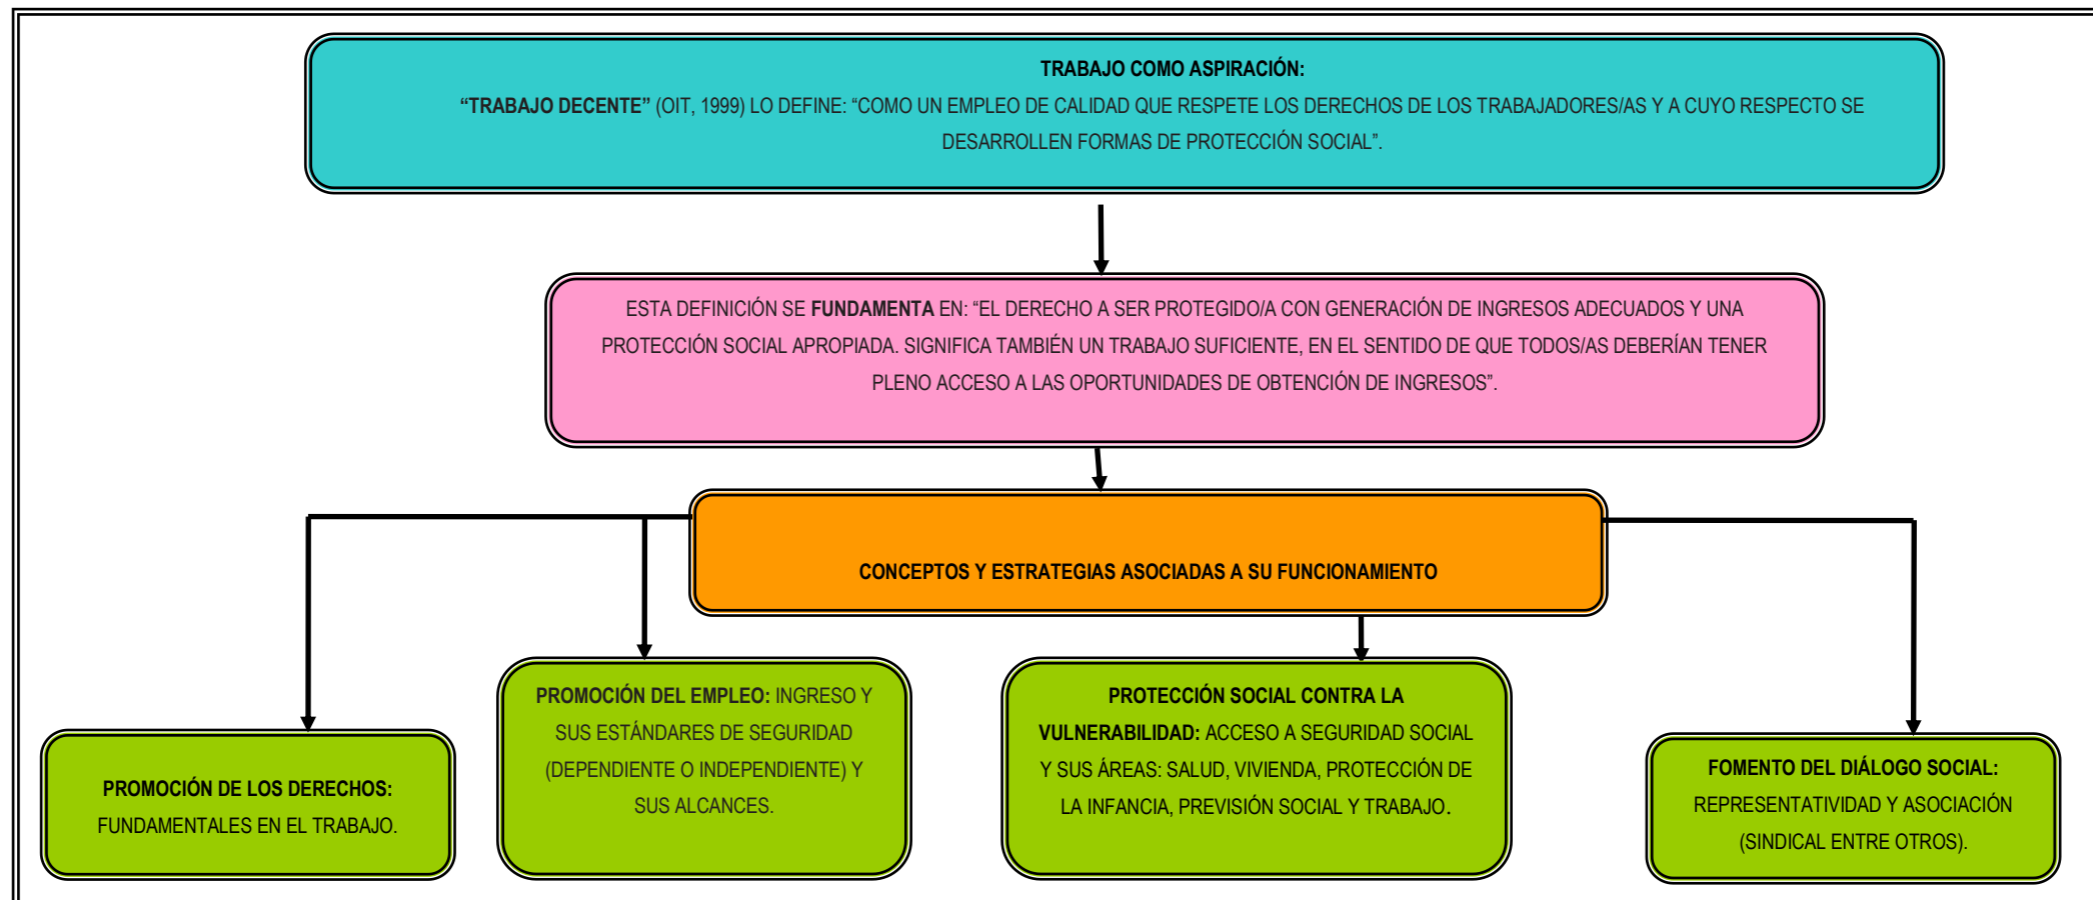 TRABAJO COMO ASPIRACIÓN:
“TRABAJO DECENTE” (OIT, 1999) LO DEFINE: “COMO UN EMPLEO DE CALIDAD QUE RESPETE LOS DERECHOS DE LOS TRABAJADORES/AS Y A CUYO RESPECTO SE
DESARROLLEN FORMAS DE PROTECCIÓN SOCIAL”.
ESTA DEFINICIÓN SE FUNDAMENTA EN: “EL DERECHO A SER PROTEGIDO/A CON GENERACIÓN DE INGRESOS ADECUADOS Y UNA
PROTECCIÓN SOCIAL APROPIADA. SIGNIFICA TAMBIÉN UN TRABAJO SUFICIENTE, EN EL SENTIDO DE QUE TODOS/AS DEBERÍAN TENER
PLENO ACCESO A LAS OPORTUNIDADES DE OBTENCIÓN DE INGRESOS”.
CONCEPTOS Y ESTRATEGIAS ASOCIADAS A SU FUNCIONAMIENTO
PROMOCIÓN DE LOS DERECHOS:
FUNDAMENTALES EN EL TRABAJO.
PROMOCIÓN DEL EMPLEO: INGRESO Y
SUS ESTÁNDARES DE SEGURIDAD
(DEPENDIENTE O INDEPENDIENTE) Y
SUS ALCANCES.
PROTECCIÓN SOCIAL CONTRA LA
VULNERABILIDAD: ACCESO A SEGURIDAD SOCIAL
Y SUS ÁREAS: SALUD, VIVIENDA, PROTECCIÓN DE
LA INFANCIA, PREVISIÓN SOCIAL Y TRABAJO.
FOMENTO DEL DIÁLOGO SOCIAL:
REPRESENTATIVIDAD Y ASOCIACIÓN
(SINDICAL ENTRE OTROS).